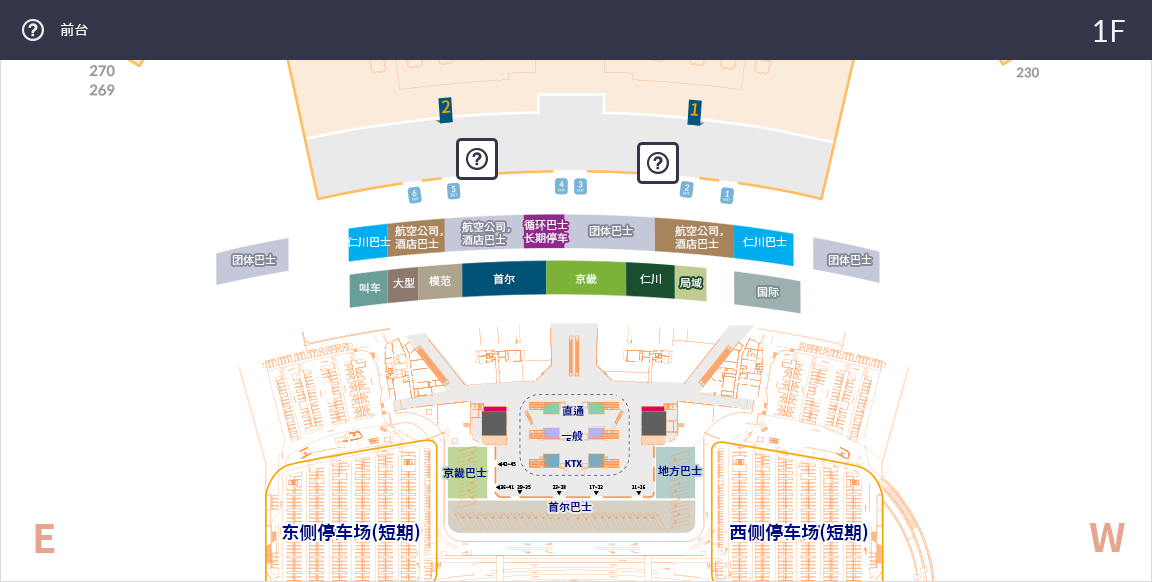 前台
1F
270
269
230
2
1
6
5
4
3
2
1
团体巴士
仁川巴士
航空公司,
酒店巴士
航空公司,
酒店巴士
循环巴士
长期停车
团体巴士
航空公司,
酒店巴士
仁川巴士
团体巴士
叫车
大型
模范
首尔
京畿
仁川
局域
国际
直通
一般
KTX
京畿巴士
地方巴士
首尔巴士
东侧停车场(短期)
西侧停车场(短期)
E
W